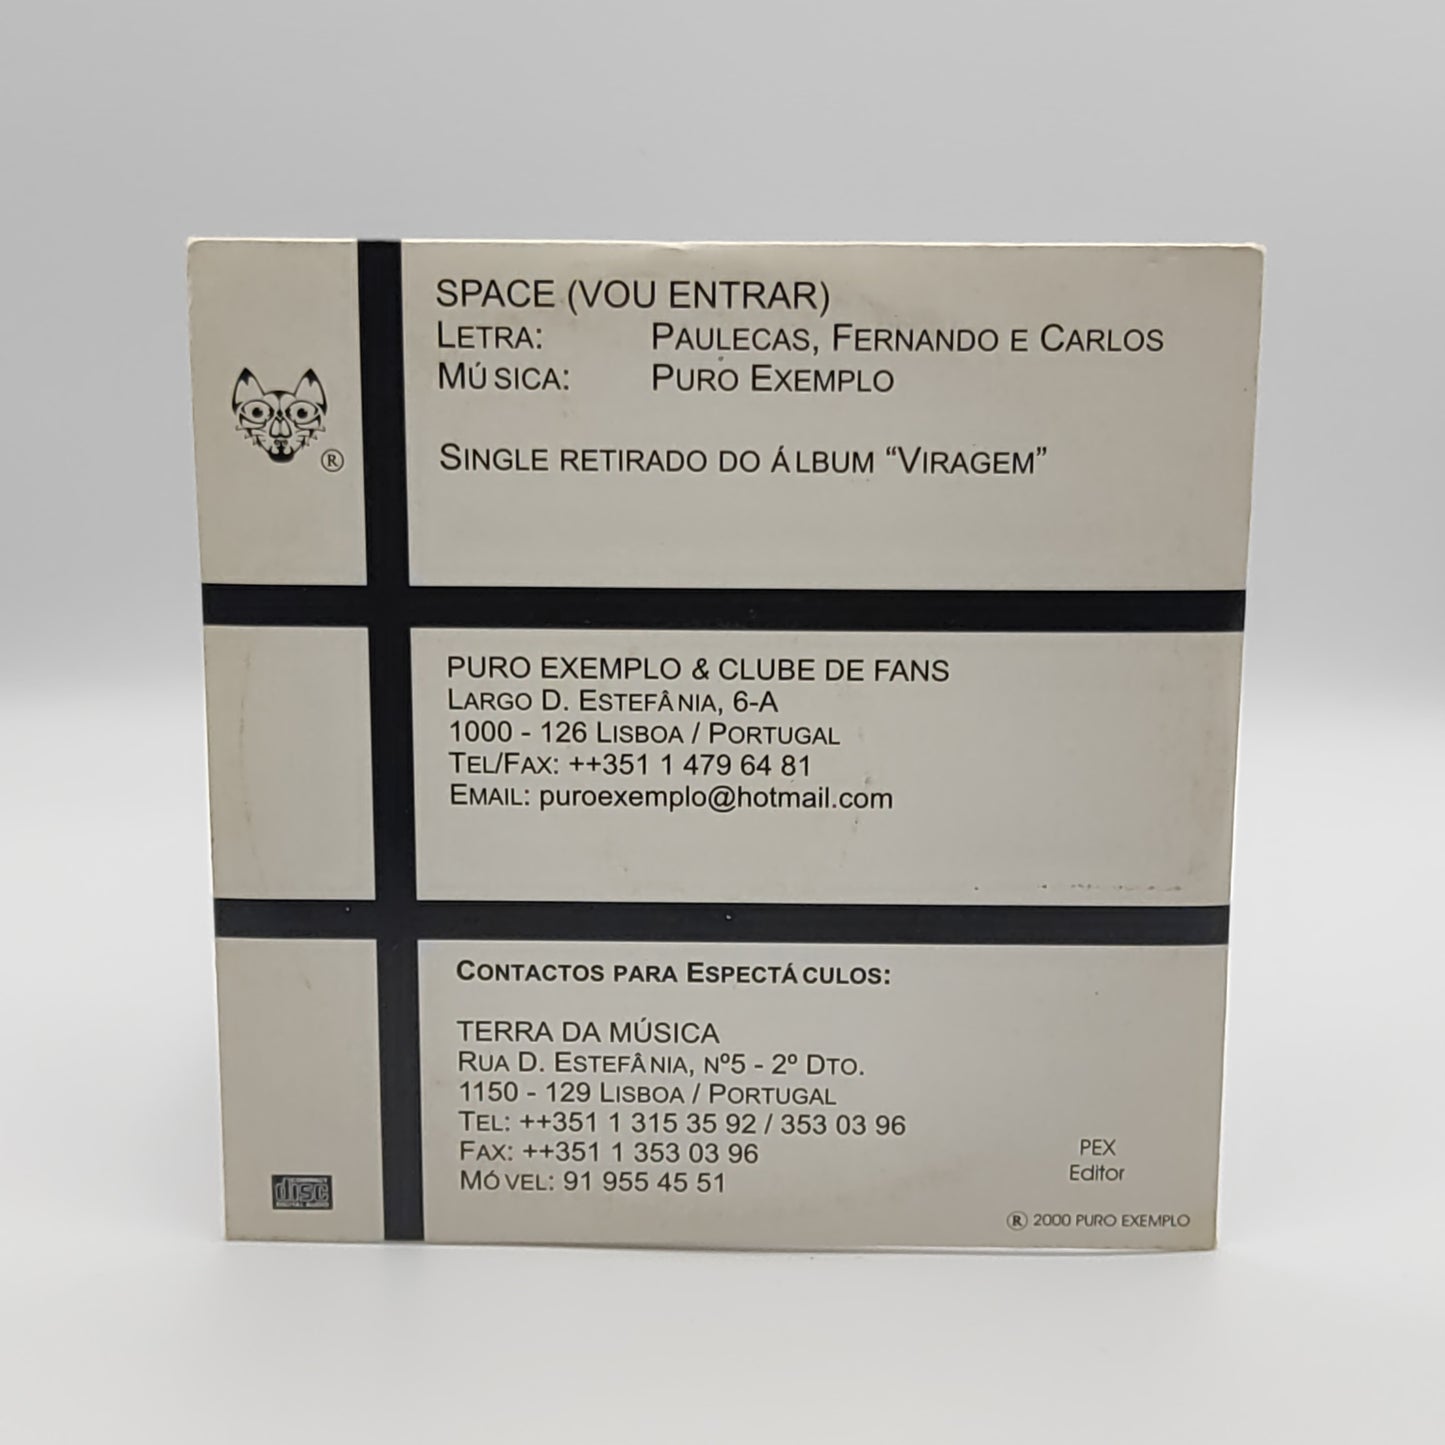 SPACE (VOU ENTRAR)
LETRA: PAULECAS, FERNANDO E CARLOS
MÚSICA: PURO EXEMPLO
SINGLE RETIRADO DO ÁLBUM “VIRAGEM”
®
PURO EXEMPLO & CLUBE DE FANS
LARGO D. ESTEFÂNIA, 6-A
1000 - 126 LISBOA / PORTUGAL
TEL/FAX: ++351 1 479 64 81
EMAIL: puroexemplo@hotmail.com
CONTACTOS PARA ESPECTÁCULOS:
TERRA DA MÚSICA
RUA D. ESTEFÂNIA, Nº5 - 2º DTO.
1150 - 129 LISBOA / PORTUGAL
TEL: ++351 1 315 35 92 / 353 03 96
FAX: ++351 1 353 03 96
MÓVEL: 91 955 45 51
PEX
Editor
® 2000 PURO EXEMPLO
COMPACT
disc
DIGITAL AUDIO